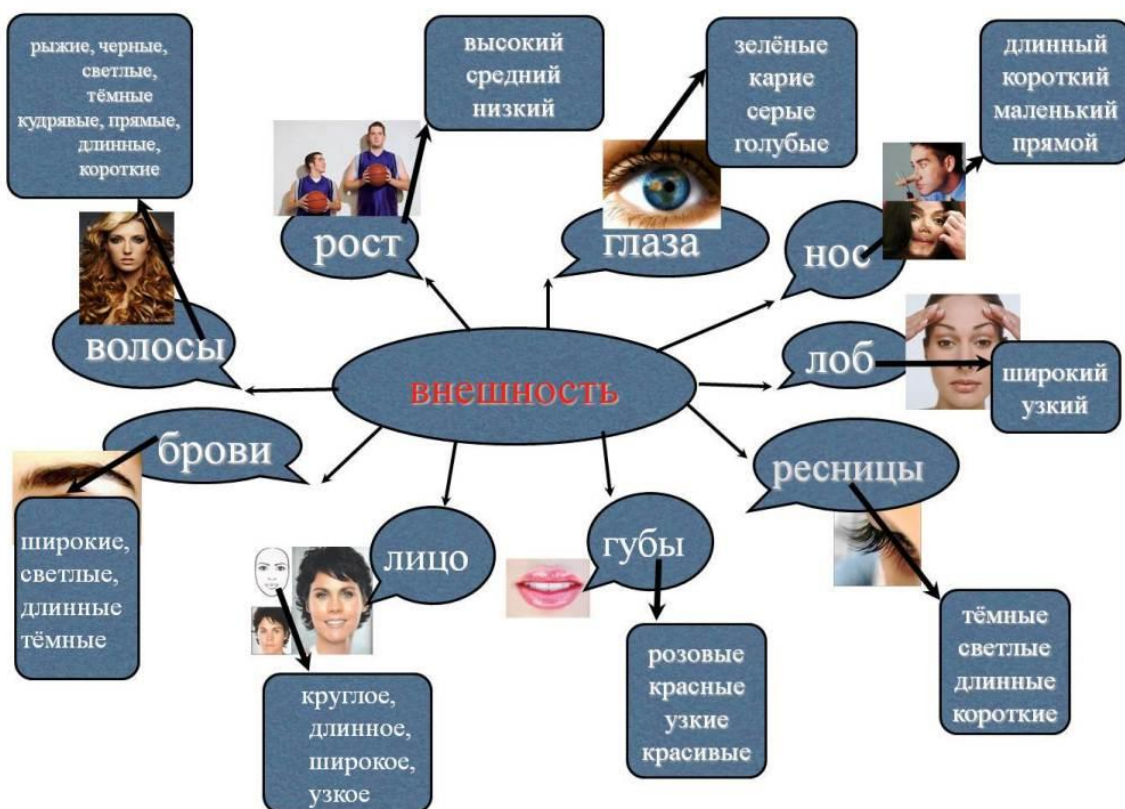 рыжие, черные,
светлые,
тёмные
кудрявые, прямые,
длинные,
короткие
высокий
средний
низкий
зелёные
карие
серые
голубые
длинный
короткий
маленький
прямой
рост
глаза
нос
волосы
внешность
лоб
широкий
узкий
брови
ресницы
широкие,
светлые,
длинные
тёмные
лицо
губы
круглое,
длинное,
широкое,
узкое
розовые
красные
узкие
красивые
тёмные
светлые
длинные
короткие